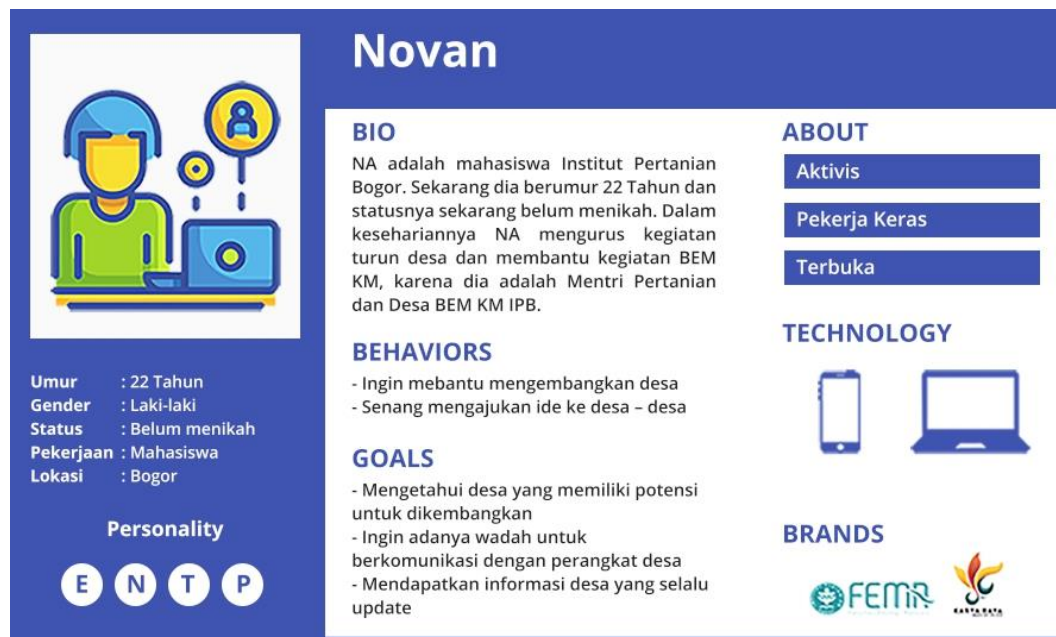 Novan
Umur : 22 Tahun
Gender : Laki-laki
Status : Belum menikah
Pekerjaan : Mahasiswa
Lokasi : Bogor
Personality
E N T P
BIO
NA adalah mahasiswa Institut Pertanian
Bogor. Sekarang dia berumur 22 Tahun dan
statusnya sekarang belum menikah. Dalam
kesehariannya NA mengurus kegiatan
turun desa dan membantu kegiatan BEM
KM, karena dia adalah Mentri Pertanian
dan Desa BEM KM IPB.
BEHAVIORS
- Ingin mebantu mengembangkan desa
- Senang mengajukan ide ke desa – desa
GOALS
- Mengetahui desa yang memiliki potensi
untuk dikembangkan
- Ingin adanya wadah untuk
berkomunikasi dengan perangkat desa
- Mendapatkan informasi desa yang selalu
update
ABOUT
Aktivis
Pekerja Keras
Terbuka
TECHNOLOGY
BRANDS
KARYA RAYA